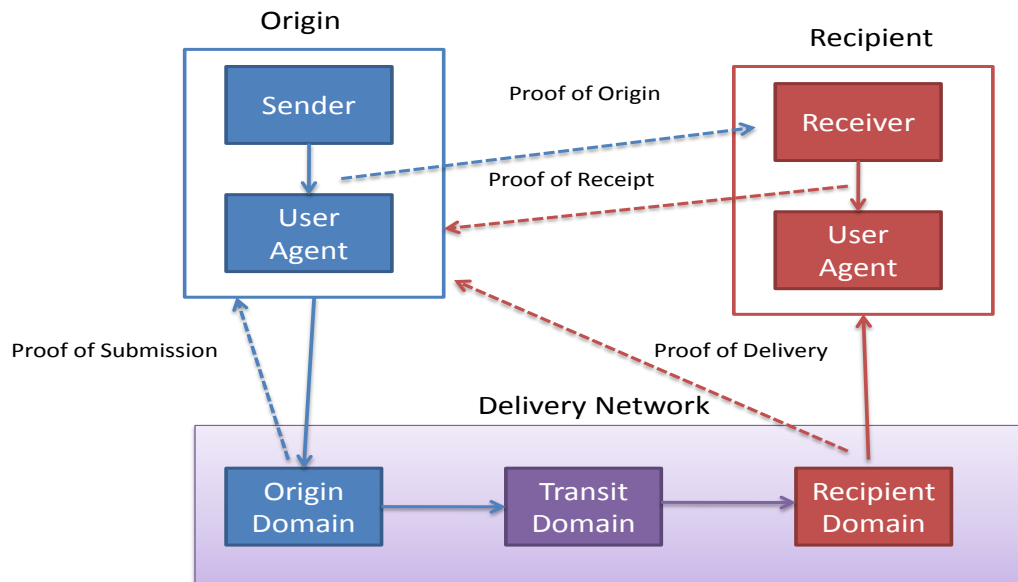 Origin
Recipient
Sender
Proof of Origin
Receiver
Proof of Receipt
User
Agent
User
Agent
Proof of Submission
Proof of Delivery
Delivery Network
Origin
Domain
Transit
Domain
Recipient
Domain